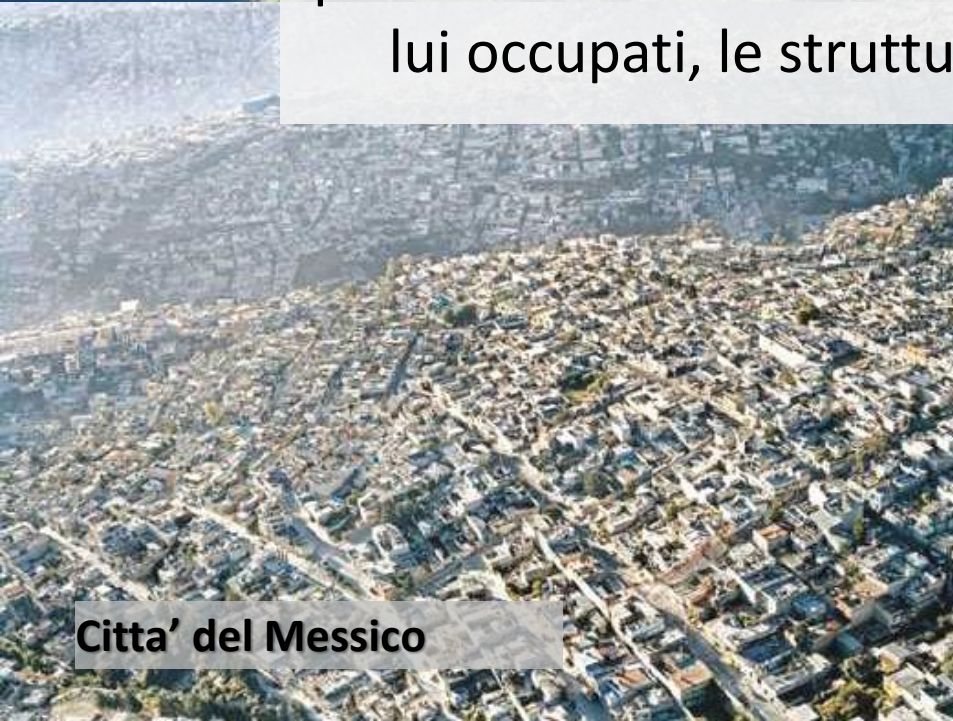 lui occupati, le struttu
Citta’ del Messico